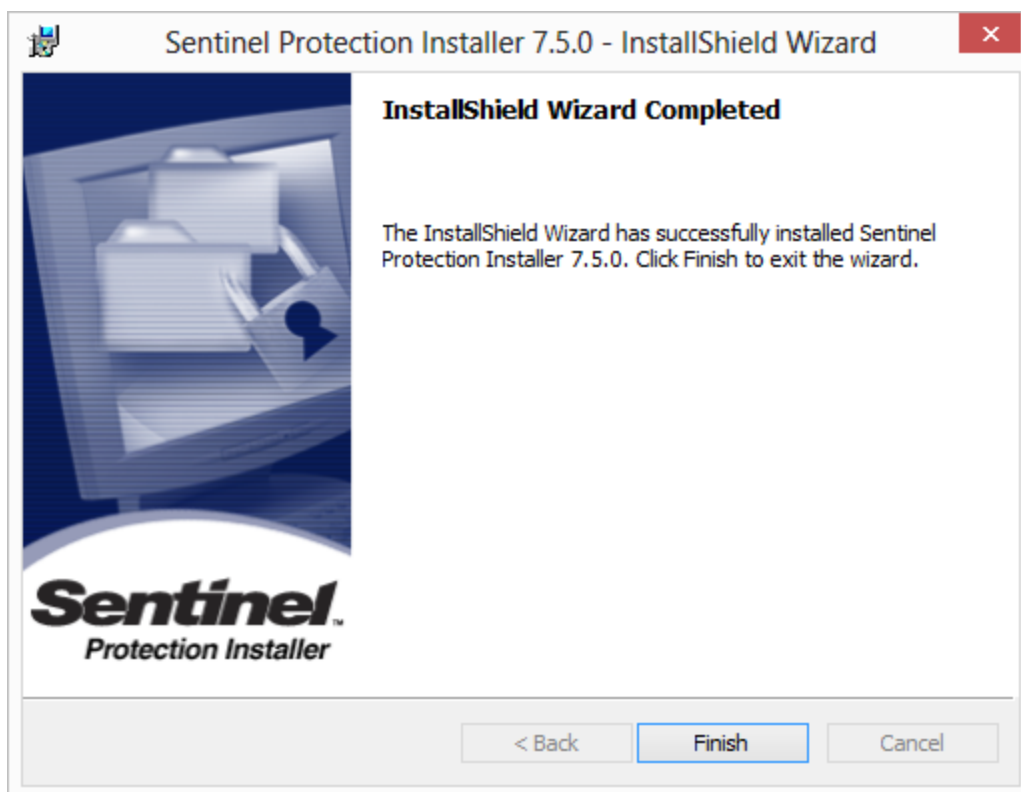 Sentinel Protection Installer 7.5.0 - InstallShield Wizard
InstallShield Wizard Completed
The InstallShield Wizard has successfully installed Sentinel
Protection Installer 7.5.0. Click Finish to exit the wizard.
Sentinel™
Protection Installer
< Back
Finish
Cancel